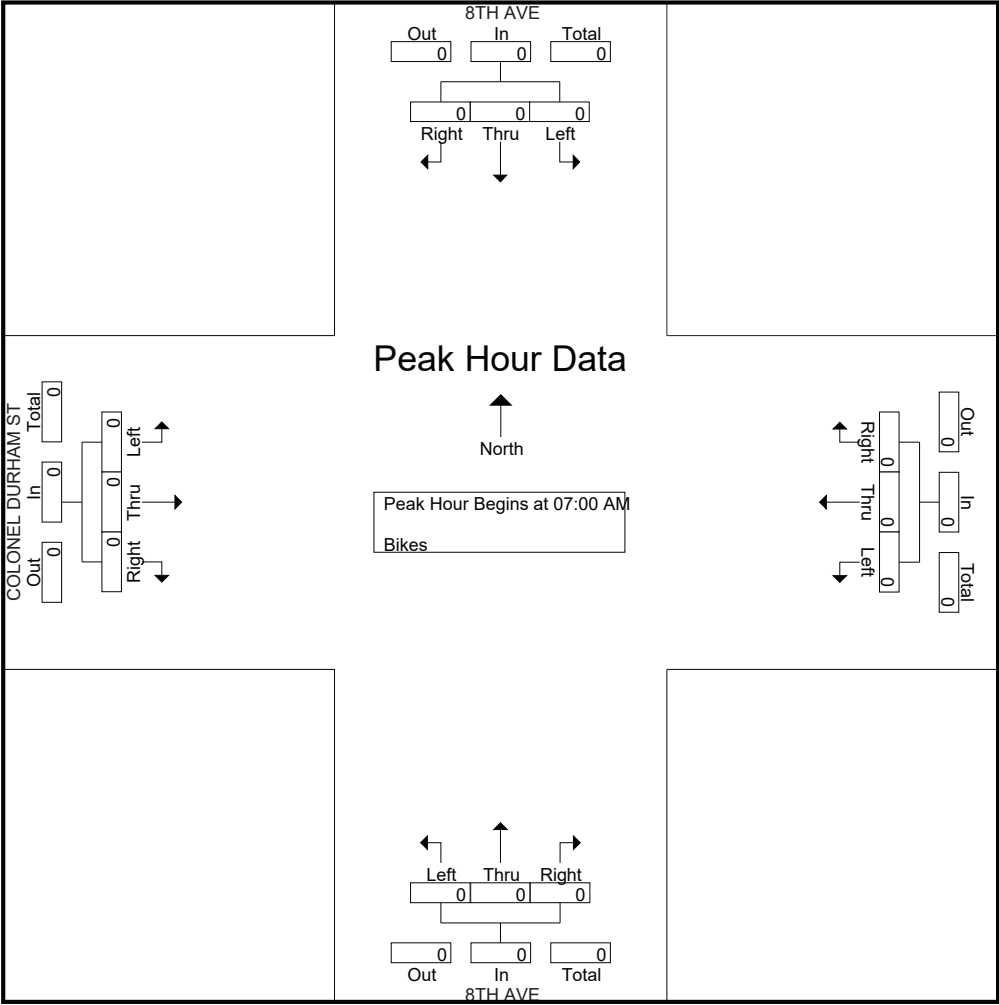 8TH AVE
Out In Total
0 0 0
0 0 0
Right Thru Left
Peak Hour Data
North
Peak Hour Begins at 07:00 AM
Bikes
COLONEL DURHAM ST
Out In Total
0 0 0
0 0 0
Right Thru Left
Out In Total
0 0 0
0 0 0
Right Thru Left
Left Thru Right
0 0 0
0 0 0
Out In Total
8TH AVE